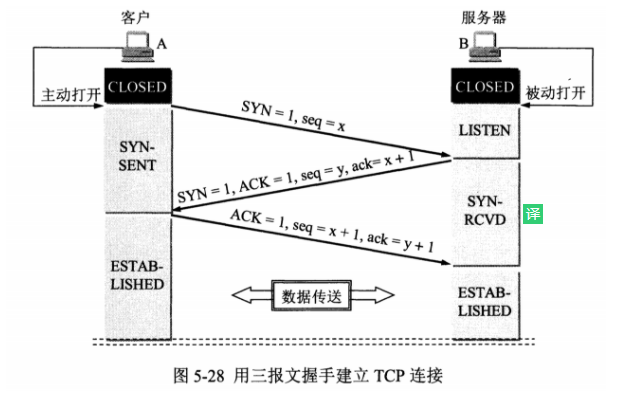 客户
服务器
A
B
CLOSED
CLOSED
主动打开
被动打开
SYN = 1, seq = x
LISTEN
SYN-
SENT
SYN = 1, ACK = 1, seq = y, ack= x + 1
SYN-
RCVD
译
ACK = 1, seq = x + 1, ack = y + 1
ESTAB-
LISHED
数据传送
ESTAB-
LISHED
图 5-28 用三报文握手建立 TCP 连接